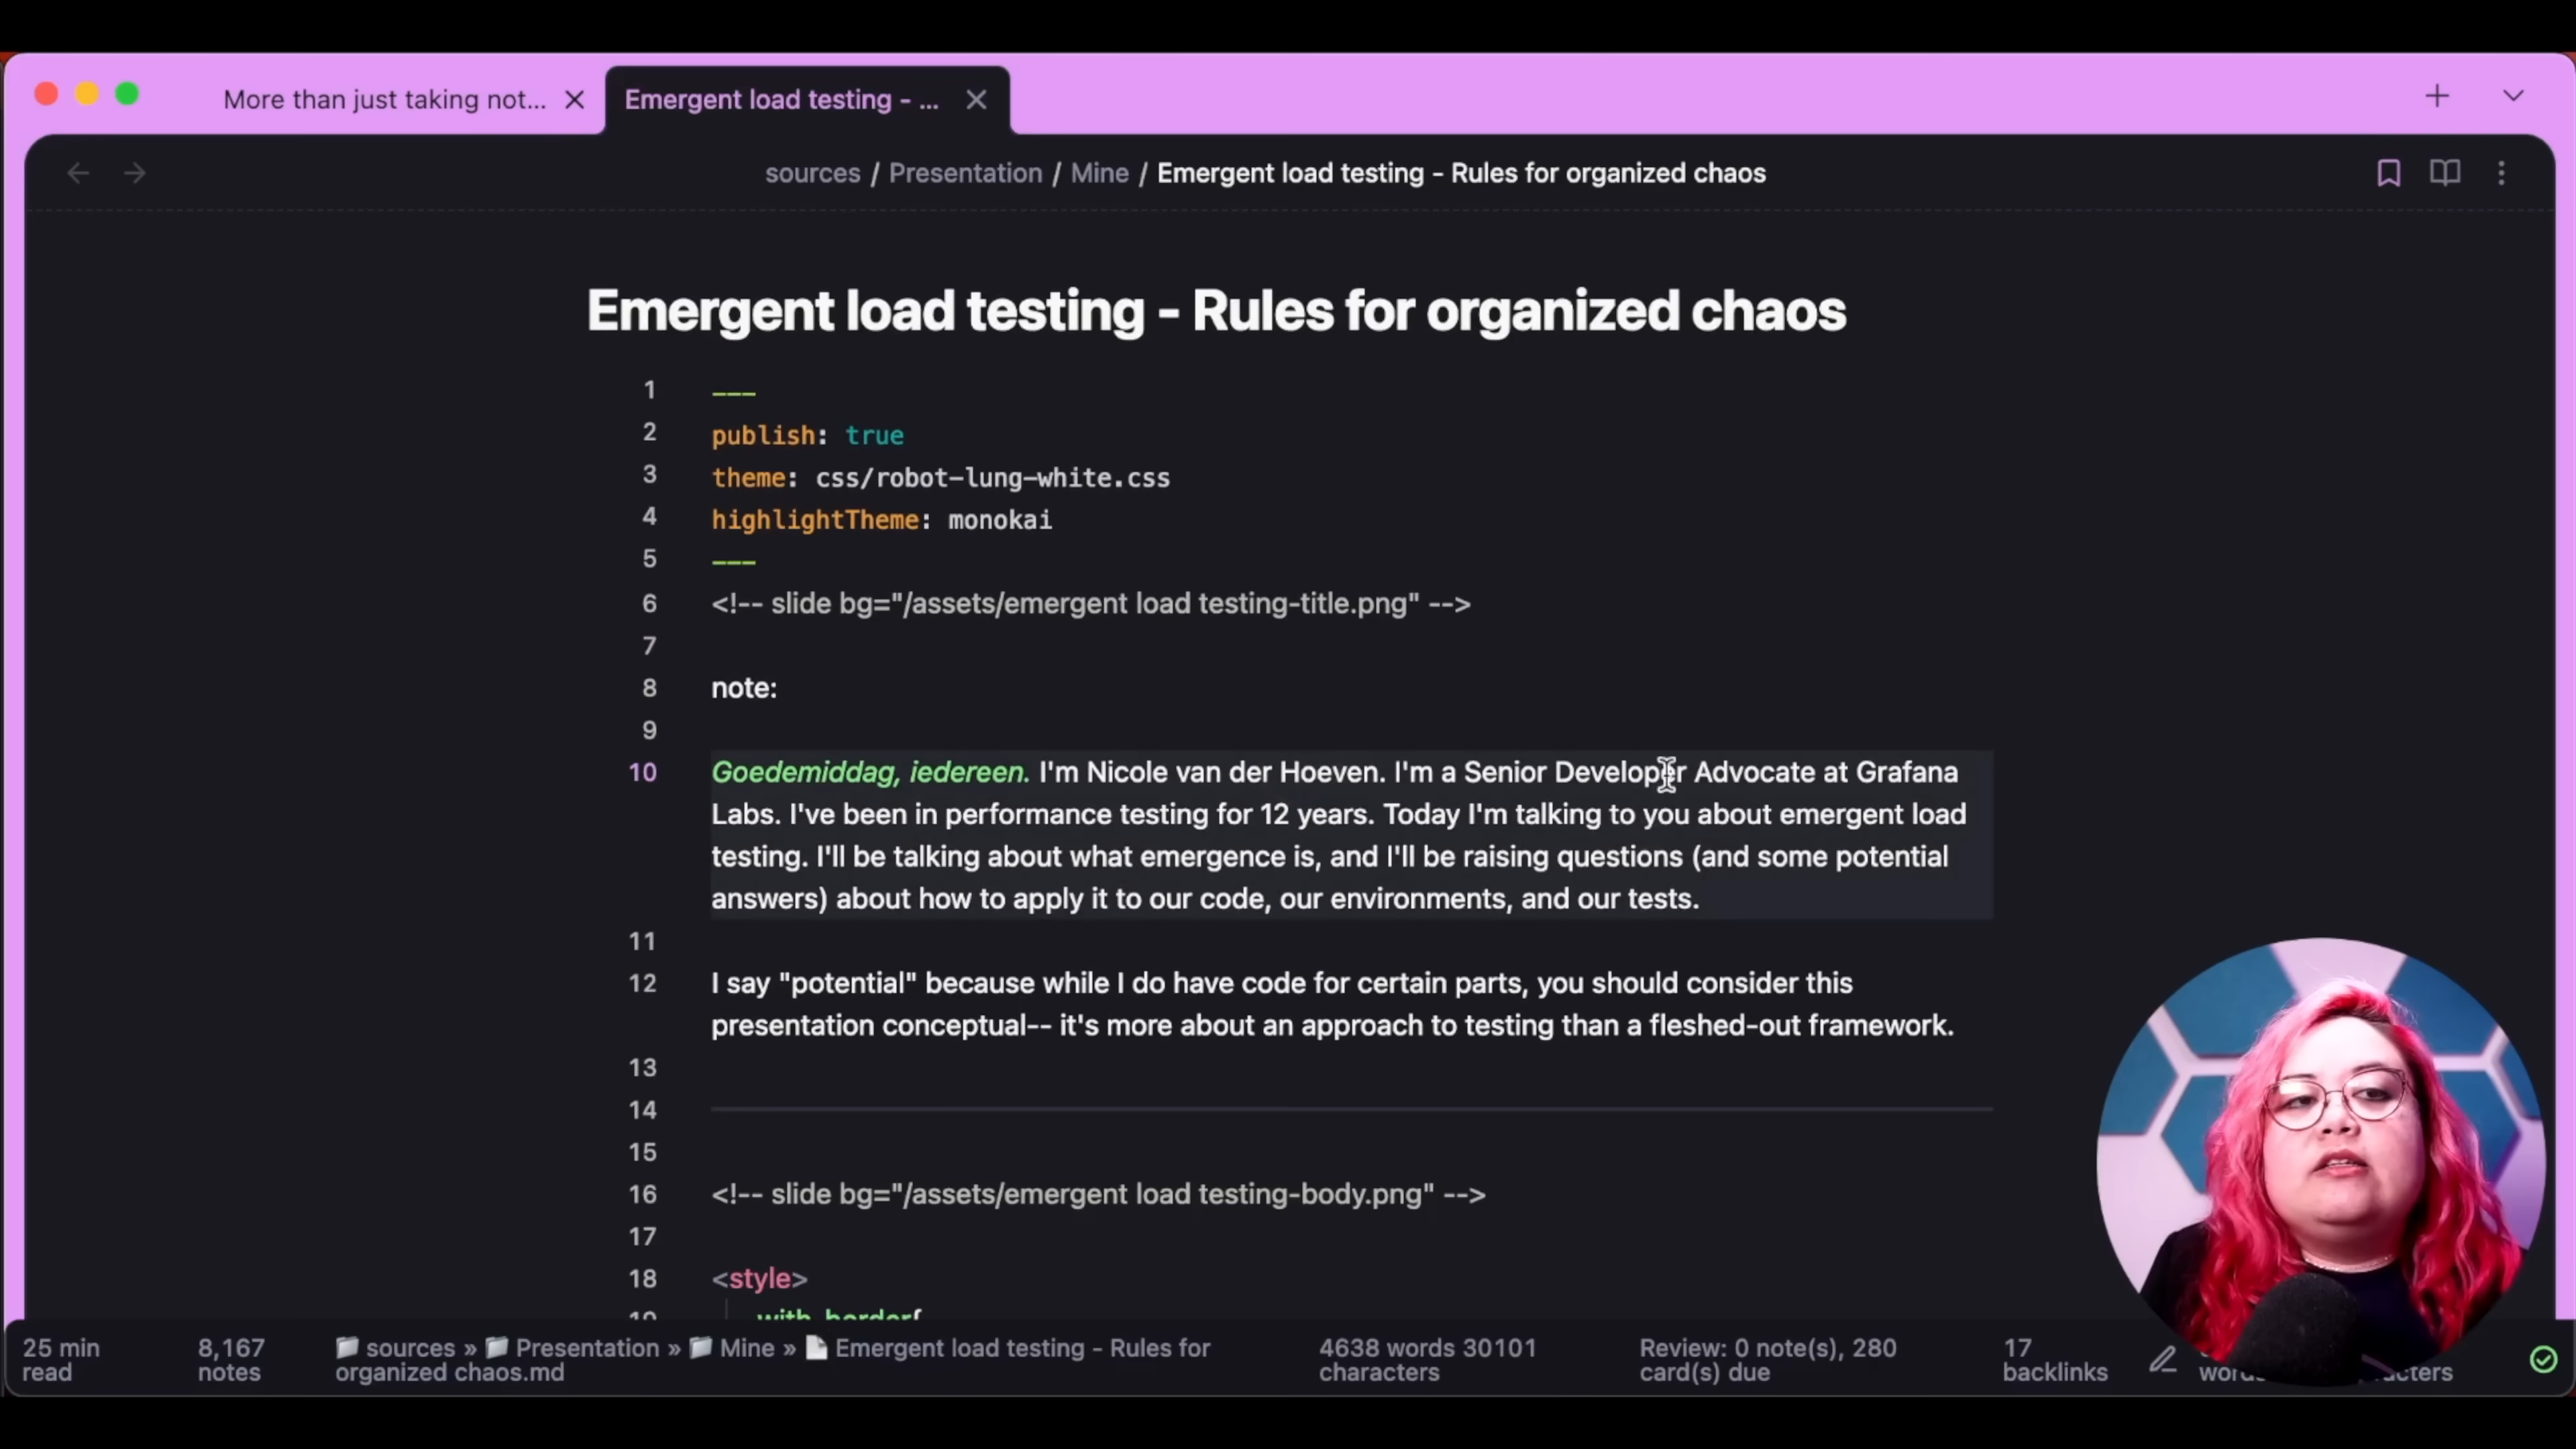 More than just taking not...
Emergent load testing - ...
sources / Presentation / Mine / Emergent load testing - Rules for organized chaos
Emergent load testing - Rules for organized chaos
1 ---
2 publish: true
3 theme: css/robot-lung-white.css
4 highlightTheme: monokai
5 ---
6 <!-- slide bg="/assets/emergent load testing-title.png" -->
7
8 note:
9
10 Goedemiddag, iedereen. I'm Nicole van der Hoeven. I'm a Senior Developer Advocate at Grafana
Labs. I've been in performance testing for 12 years. Today I'm talking to you about emergent load
testing. I'll be talking about what emergence is, and I'll be raising questions (and some potential
answers) about how to apply it to our code, our environments, and our tests.
11
12 I say "potential" because while I do have code for certain parts, you should consider this
presentation conceptual-- it's more about an approach to testing than a fleshed-out framework.
13
14
15
16 <!-- slide bg="/assets/emergent load testing-body.png" -->
17
18 <style>
19 .with-border{
25 min
read
8,167
notes
sources » Presentation » Mine » Emergent load testing - Rules for
organized chaos.md
4638 words 30101
characters
Review: 0 note(s), 280
card(s) due
17
backlinks